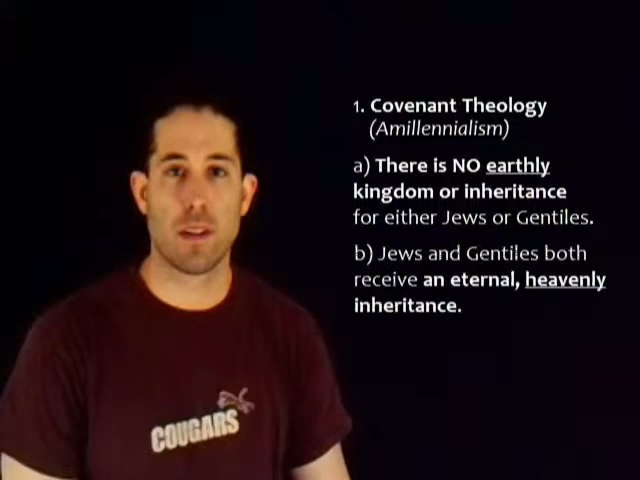 1. Covenant Theology
(Amillennialism)
a) There is NO earthly
kingdom or inheritance
for either Jews or Gentiles.
b) Jews and Gentiles both
receive an eternal, heavenly
inheritance.
COUGARS